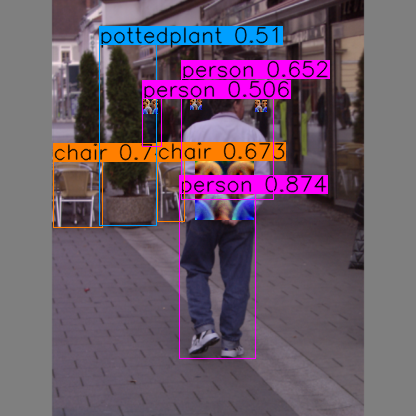 pottedplant 0.51
person 0.652
person 0.506
chair 0.7
chair 0.673
person 0.874